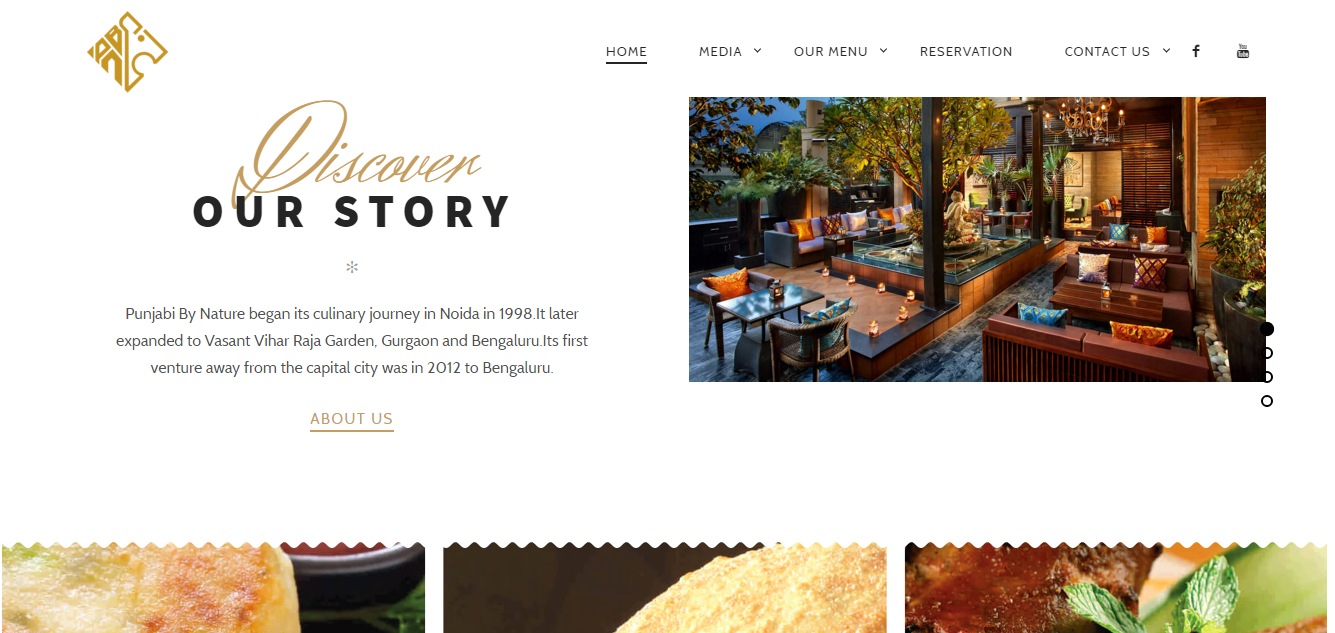 HOME
MEDIA
OUR MENU
RESERVATION
CONTACT US
You Tube
Discover
OUR STORY
Punjabi By Nature began its culinary journey in Noida in 1998.It later
expanded to Vasant Vihar Raja Garden, Gurgaon and Bengaluru.Its first
venture away from the capital city was in 2012 to Bengaluru.
ABOUT US